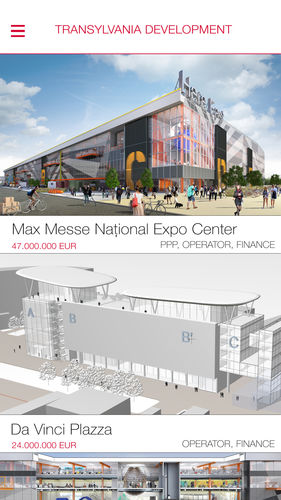 TRANSYLVANIA DEVELOPMENT
C
Max Messe Național Expo Center
47.000.000 EUR
PPP, OPERATOR, FINANCE
A
B
B
C
Da Vinci Plazza
24.000.000 EUR
OPERATOR, FINANCE